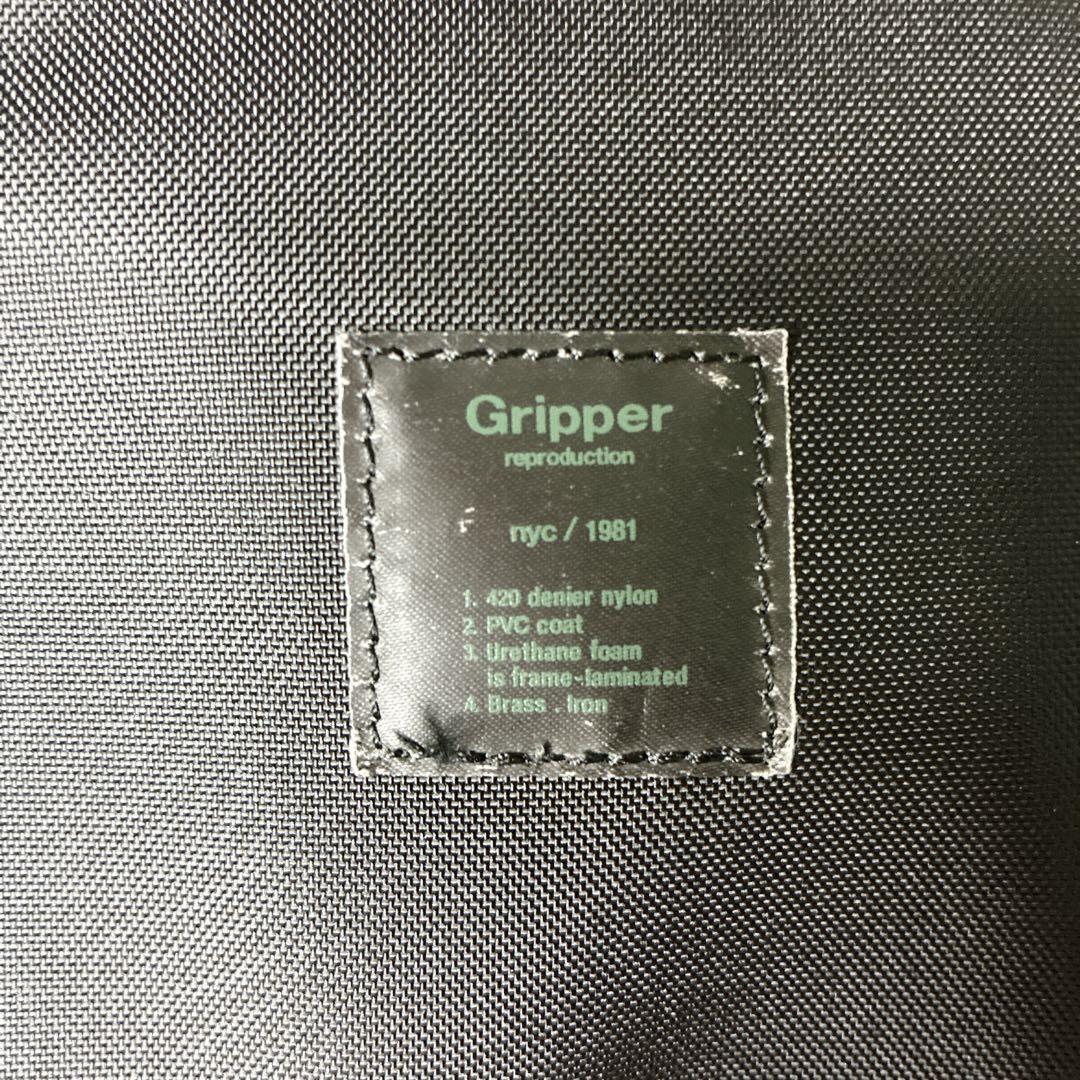 Gripper
reproduction
nyc / 1981
1. 420 denier nylon
2. PVC coat
3. Urethane foam
is frame-laminated
4. Brass . Iron